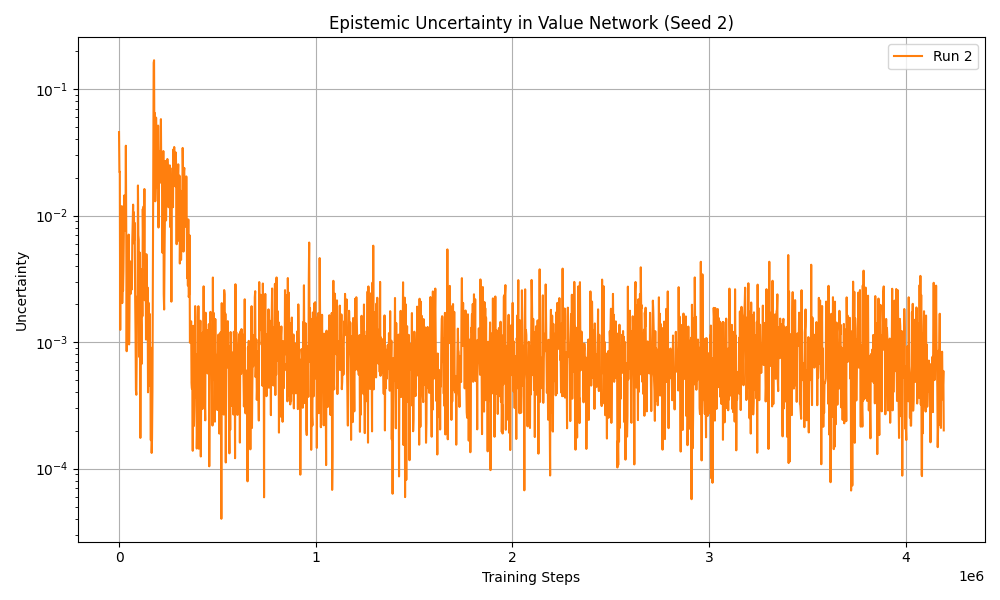 Epistemic Uncertainty in Value Network (Seed 2)
Run 2
Uncertainty
10⁻¹
10⁻²
10⁻³
10⁻⁴
0 1 2 3 4
1e6
Training Steps